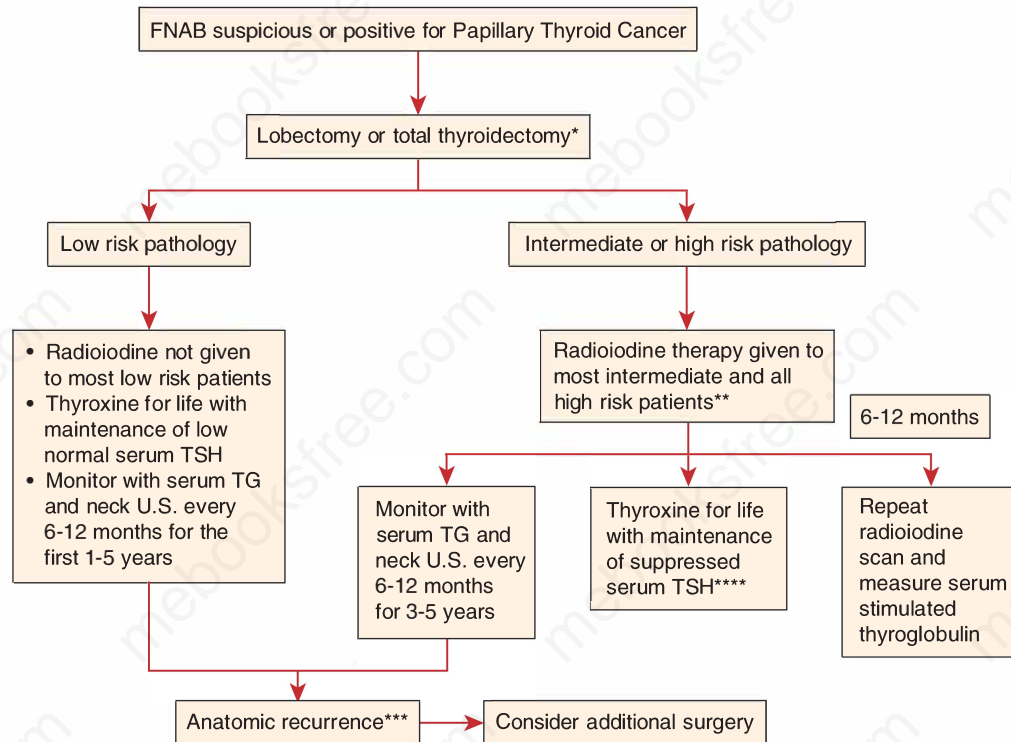 FNAB suspicious or positive for Papillary Thyroid Cancer
Lobectomy or total thyroidectomy*
Low risk pathology
Intermediate or high risk pathology
• Radioiodine not given
to most low risk patients
• Thyroxine for life with
maintenance of low
normal serum TSH
• Monitor with serum TG
and neck U.S. every
6-12 months for the
first 1-5 years
Radioiodine therapy given to
most intermediate and all
high risk patients**
6-12 months
Monitor with
serum TG and
neck U.S. every
6-12 months
for 3-5 years
Thyroxine for life
with maintenance
of suppressed
serum TSH****
Repeat
radioiodine
scan and
measure serum
stimulated
thyroglobulin
Anatomic recurrence***
Consider additional surgery
mebooksfree.com